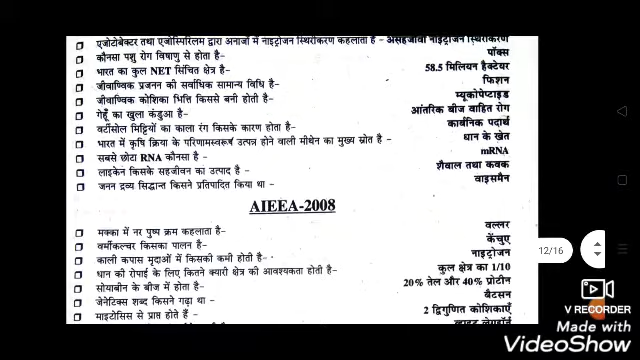 एजोटोबेक्टर तथा एजोस्पिरिलम द्वारा अनाजों में नाइट्रोजन स्थिरीकरण कहलाता है - असहजीवी नाइट्रोजन स्थिरीकरण
कौनसा पशु रोग विषाणु से होता है- पॉक्स
भारत का कुल NET सिंचित क्षेत्र है- 58.5 मिलियन हैक्टेयर
जीवाण्विक प्रजनन की सर्वाधिक सामान्य विधि है- फिशन
जीवाण्विक कोशिका भित्ति किससे बनी होती है- म्यूकोपेप्टाइड
गेहूँ का खुला कंडुआ है- आंतरिक बीज वाहित रोग
वर्टीसोल मिट्टियों का काला रंग किसके कारण होता है- कार्बनिक पदार्थ
भारत में कृषि क्रिया के परिणामस्वरूष उत्पन्न होने वाली मीथेन का मुख्य स्रोत है- धान के खेत
सबसे छोटा RNA कौनसा है - mRNA
लाइकेन किसके सहजीवन का उत्पाद है- शैवाल तथा कवक
जनन द्रव्य सिद्धान्त किसने प्रतिपादित किया था - वाइसमैन
AIEEA-2008
मक्का में नर पुष्प क्रम कहलाता है- वल्लर
वर्मीकल्चर किसका पालन है- केंचुए
काली कपास मृदाओं में किसकी कमी होती है- नाइट्रोजन
धान की रोपाई के लिए कितने क्यारी क्षेत्र की आवश्यकता होती है- कुल क्षेत्र का 1/10
सोयाबीन के बीज में होता है- 20% तेल और 40% प्रोटीन
जेनेटिक्स शब्द किसने गढ़ा था - बैटसन
माइटोसिस से प्राप्त होते हैं - 2 द्विगुणित कोशिकाएँ
व्हाइट लेगहॉर्न
12/16
V RECORDER
Made with
VideoShow